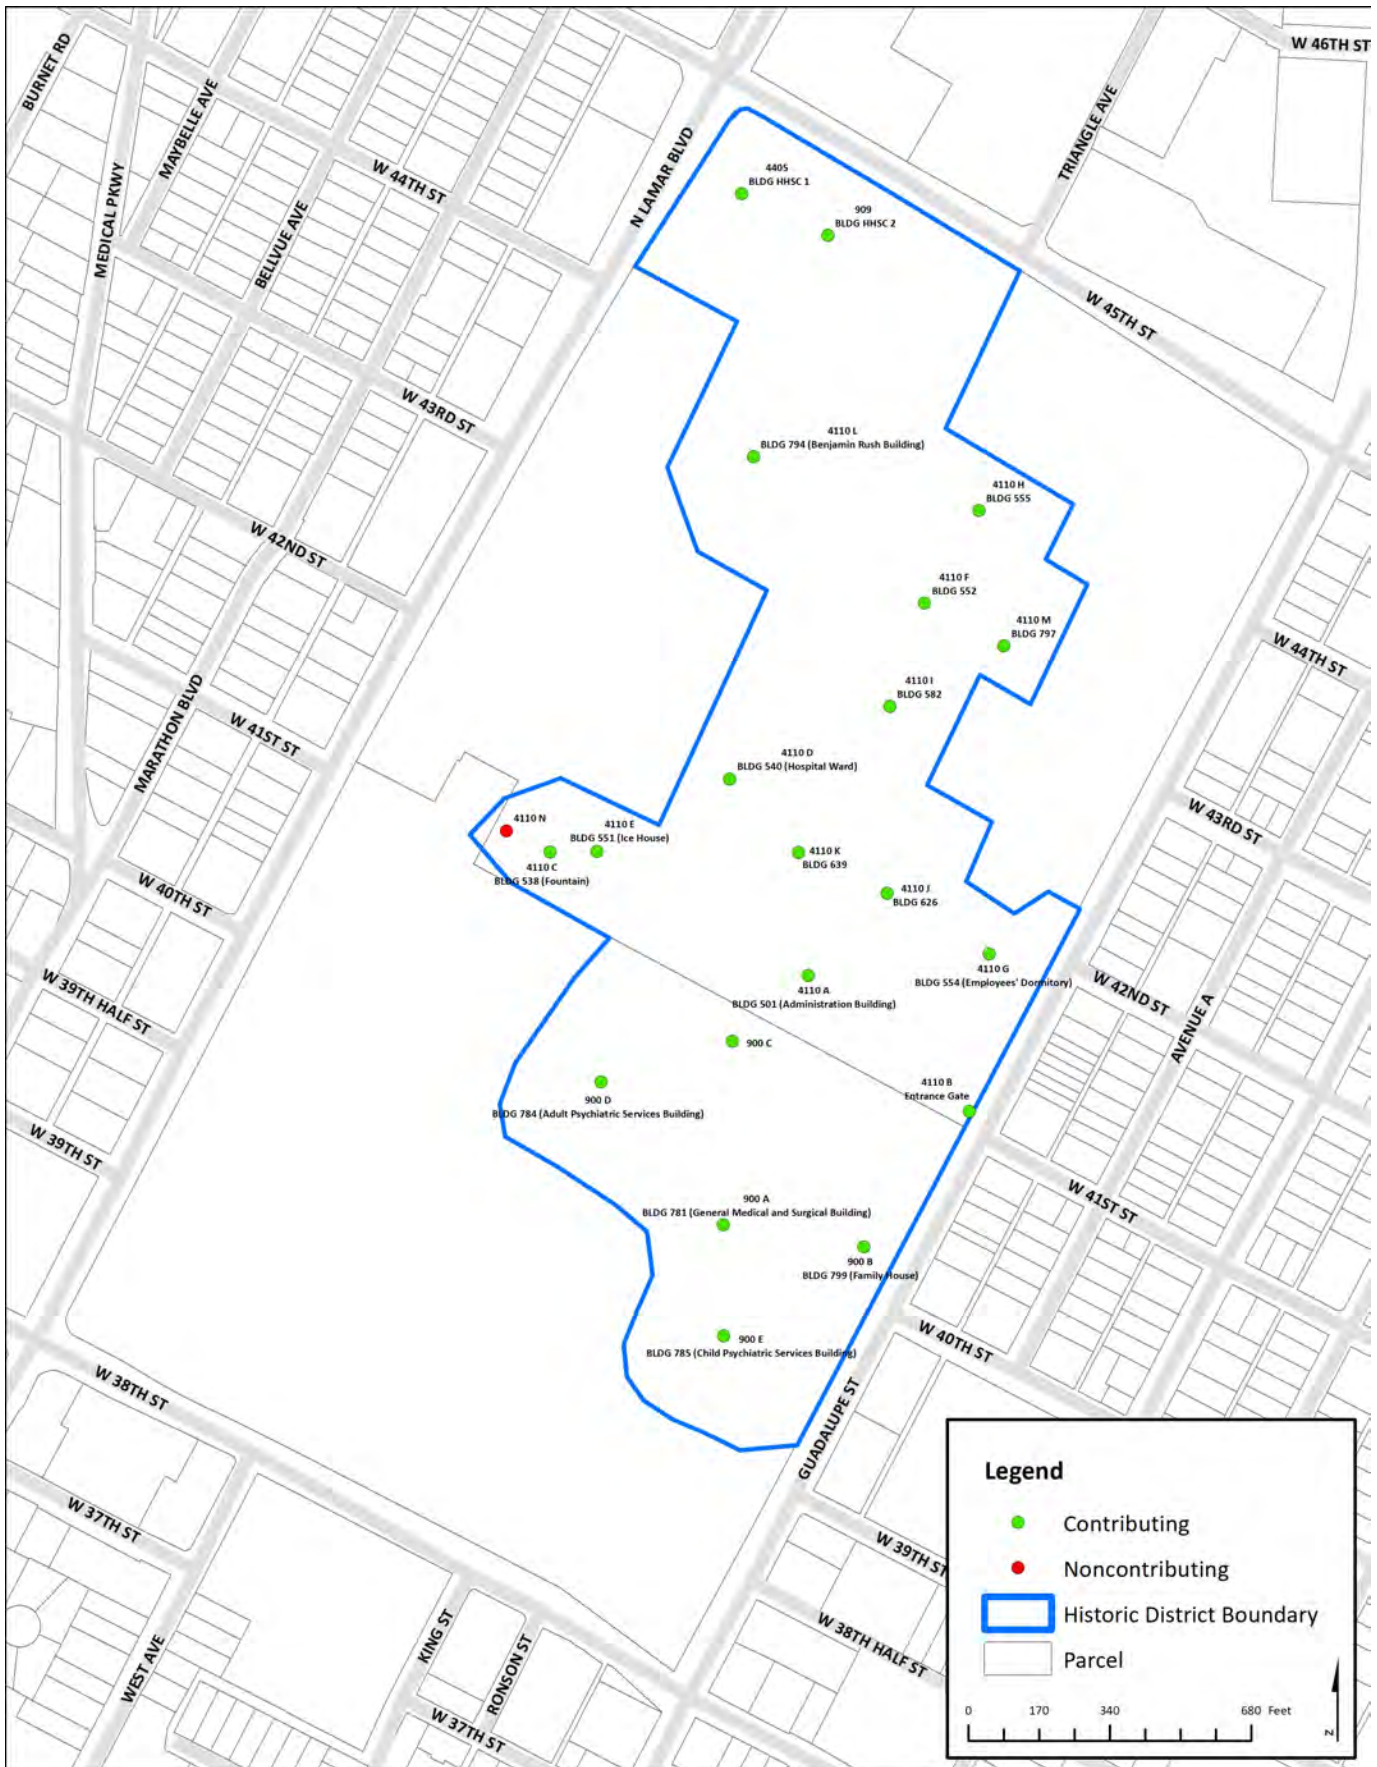 W 46TH ST
BURNET RD
MAYBELLE AVE
TRIANGLE AVE
N LAMAR BLVD
W 44TH ST
MEDICAL PKWY
BELLVUE AVE
4405
BLDG HHSC 1
909
BLDG HHSC 2
W 45TH ST
W 43RD ST
4110 L
BLDG 794 (Benjamin Rush Building)
4110 H
BLDG 555
W 42ND ST
4110 F
BLDG 552
4110 M
BLDG 797
W 44TH ST
4110 I
BLDG 582
MARATHON BLVD
W 41ST ST
4110 D
BLDG 540 (Hospital Ward)
W 43RD ST
4110 N
4110 E
BLDG 551 (Ice House)
4110 C
BLDG 538 (Fountain)
4110 K
BLDG 639
4110 J
BLDG 626
W 40TH ST
4110 G
BLDG 554 (Employees' Dormitory)
4110 A
BLDG 501 (Administration Building)
W 42ND ST
W 39TH HALF ST
AVENUE A
900 C
900 D
BLDG 784 (Adult Psychiatric Services Building)
4110 B
Entrance Gate
W 39TH ST
W 41ST ST
900 A
BLDG 781 (General Medical and Surgical Building)
900 B
BLDG 799 (Family House)
900 E
BLDG 785 (Child Psychiatric Services Building)
W 40TH ST
W 38TH ST
GUADALUPE ST
W 37TH ST
W 39TH ST
W 38TH HALF ST
KING ST
RONSON ST
WEST AVE
W 37TH ST
Legend
Contributing
Noncontributing
Historic District Boundary
Parcel
0 170 340 680 Feet
N